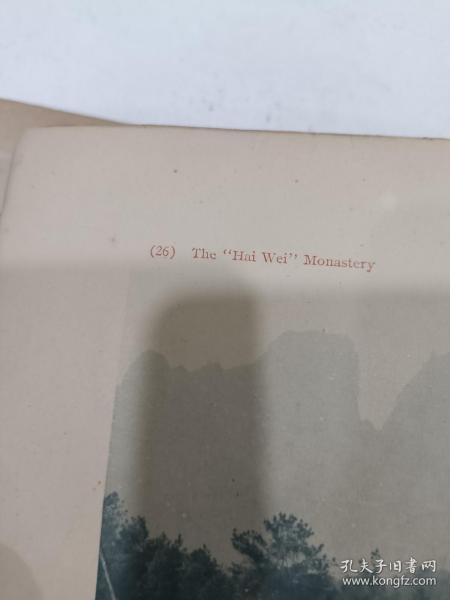 (26) The "Hai Wei" Monastery
孔夫子旧书网
www.kongfz.com